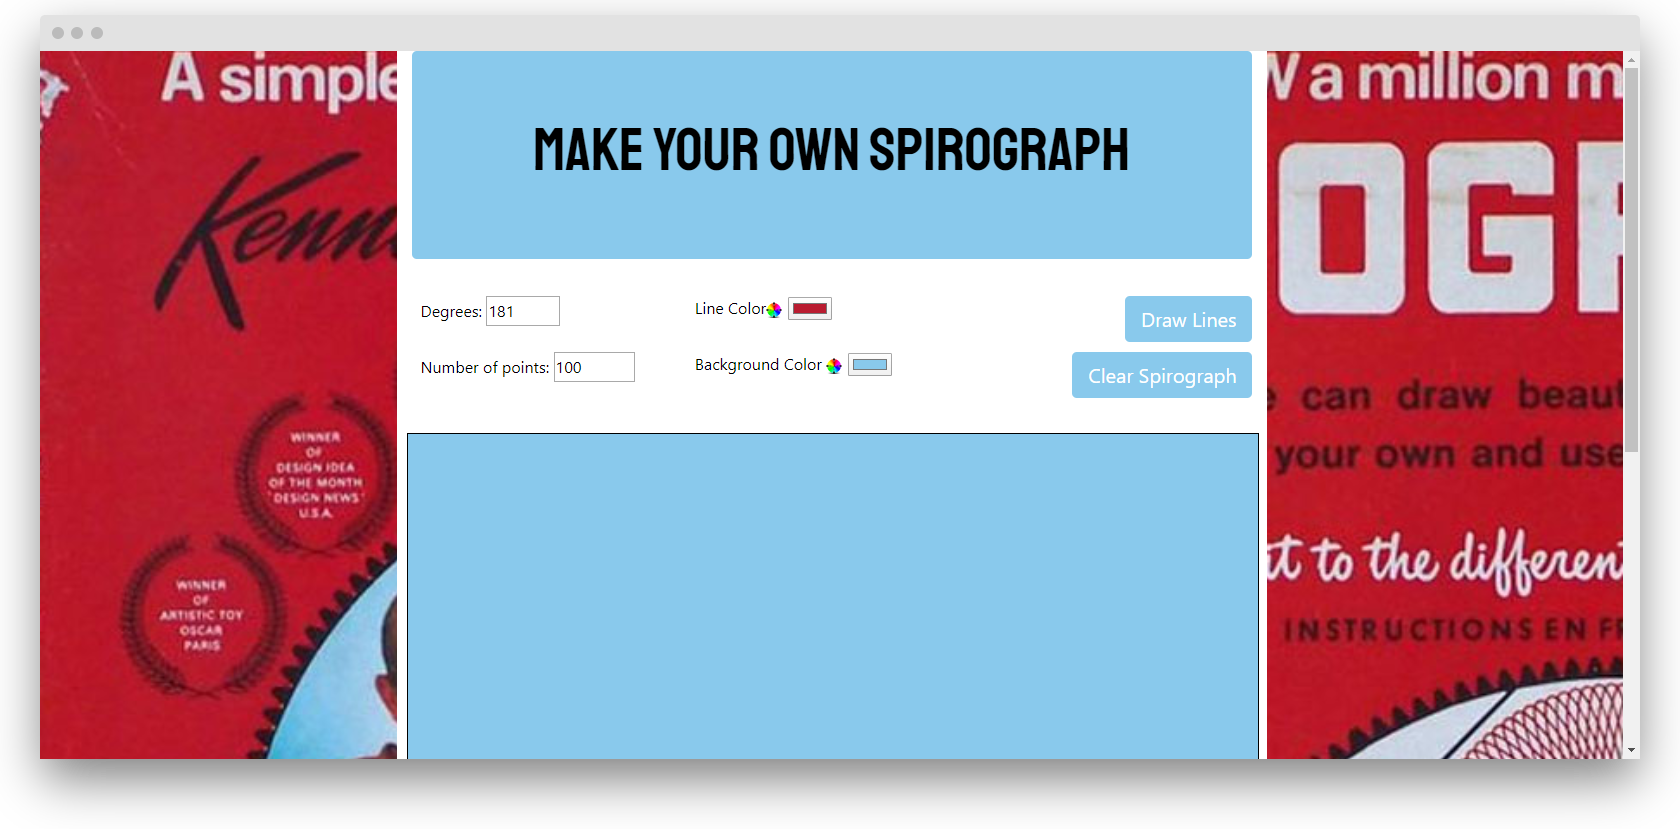 A simple
Kenn
WINNER
OF
DESIGN IDEA
OF THE MONTH
'DESIGN NEWS'
U.S.A.
WINNER
OF
ARTISTIC TOY
OSCAR
PARIS
MAKE YOUR OWN SPIROGRAPH
Degrees: 181
Line Color
Draw Lines
Number of points: 100
Background Color
Clear Spirograph
a million m
OGR
can draw beaut
your own and use
to the differen
INSTRUCTIONS EN FR